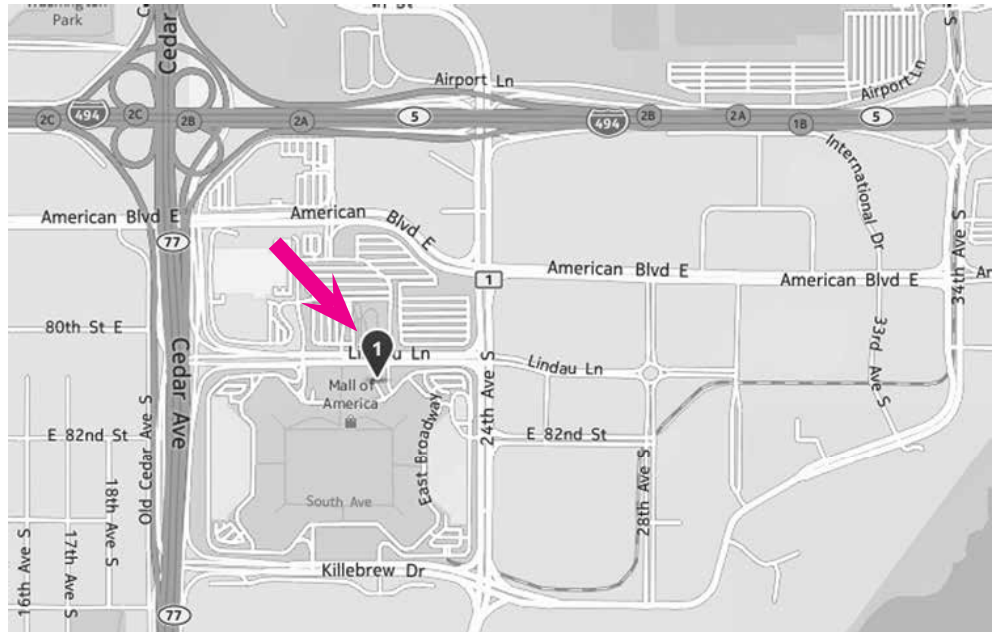 Park
Cedar
Airport Ln
Airport Ln
2C
494
2C
2B
2A
5
494
2B
2A
1B
5
International Dr
American Blvd E
American Blvd E
77
34th Ave S
1
American Blvd E
American Blvd E
80th St E
33rd Ave S
1
Cedar Ave
Lindau Ln
24th Ave S
Mall of
America
East Broadway
E 82nd St
E 82nd St
Old Cedar Ave S
18th Ave S
South Ave
28th Ave S
17th Ave S
16th Ave S
Killebrew Dr
77